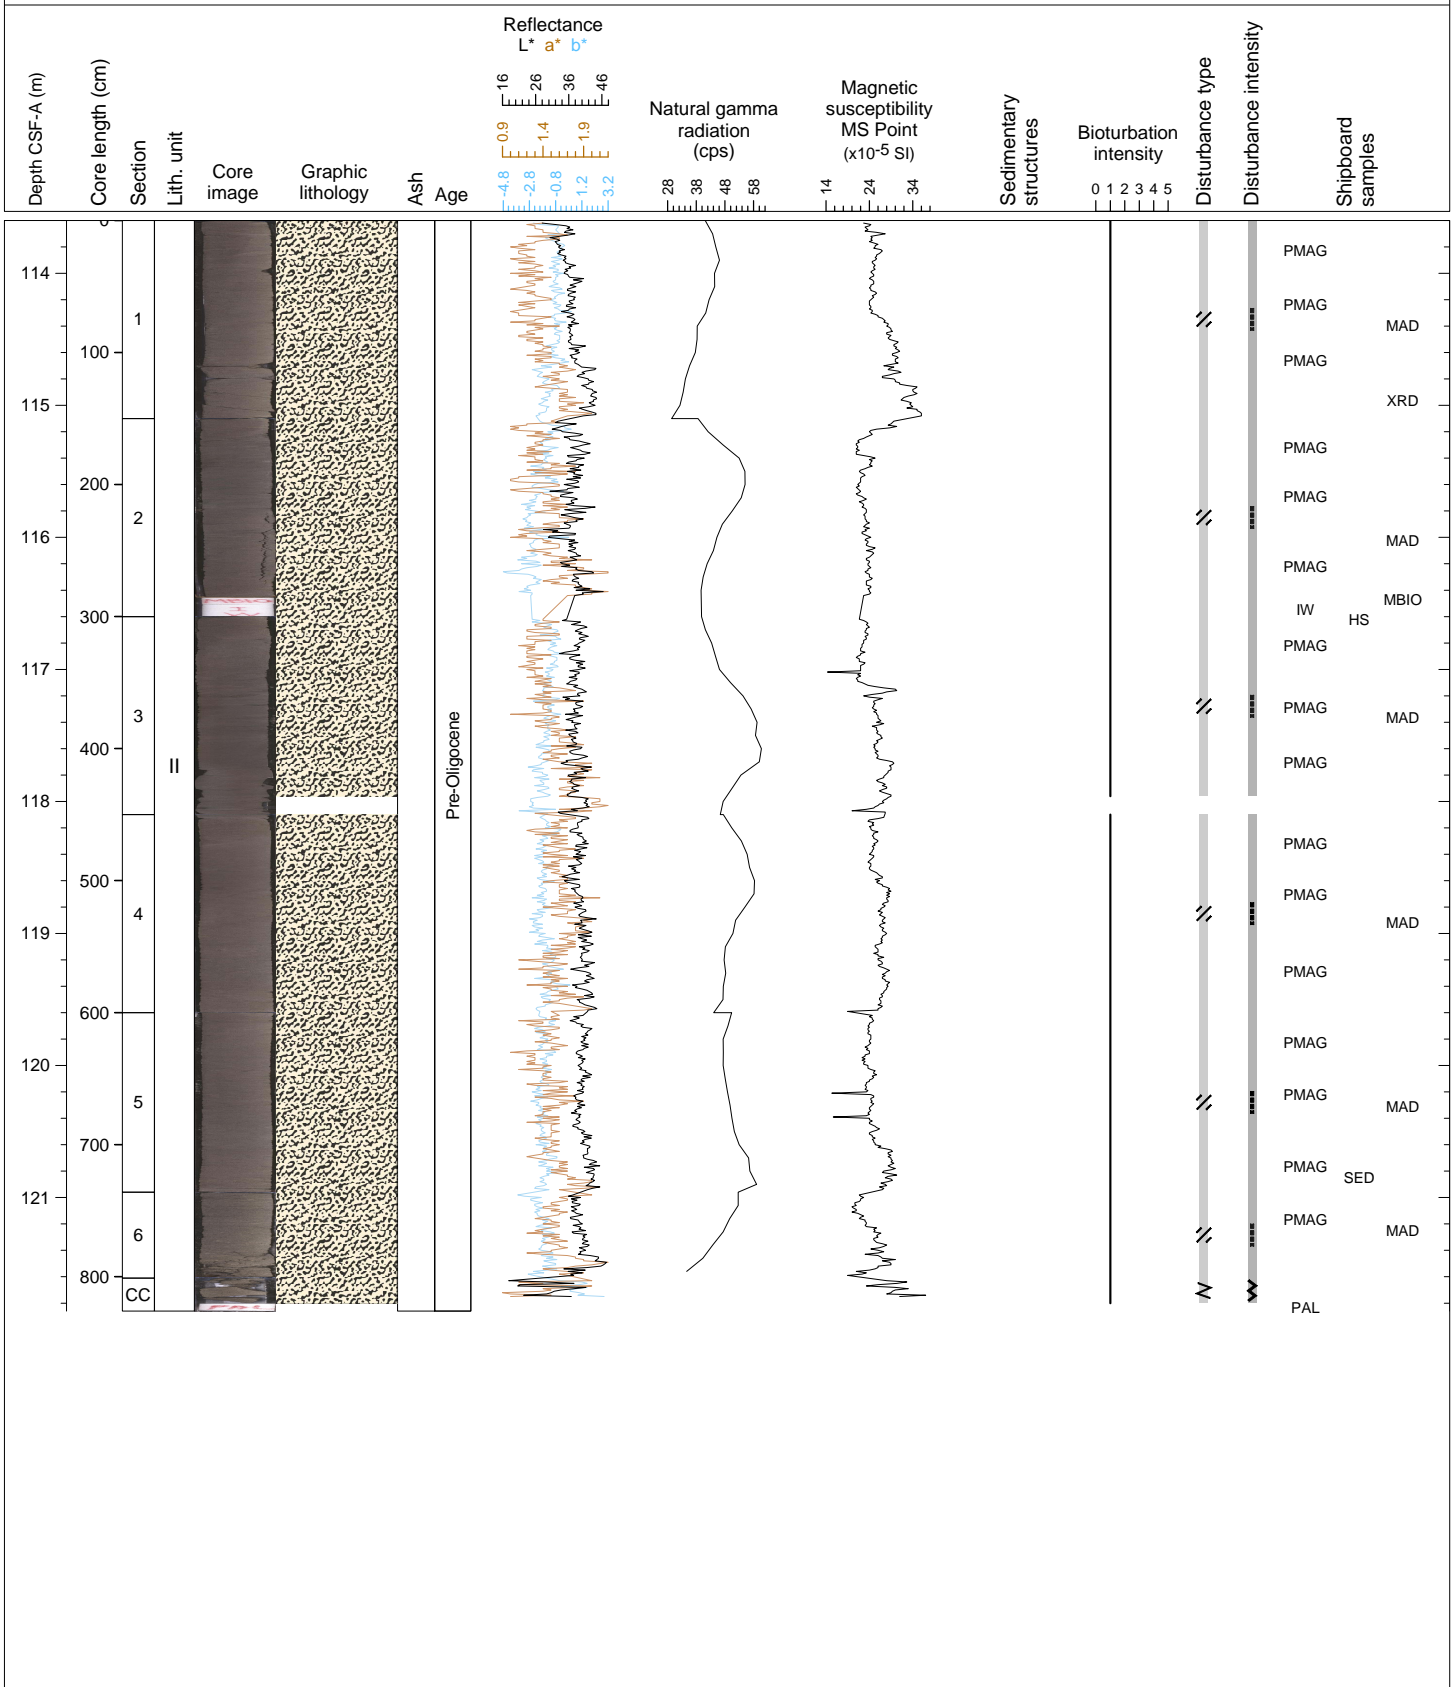 Reflectance
L* a* b*
16 26 36 46
0.9 1.4 1.9
-4.8 -2.8 -0.8 1.2 3.2
Depth CSF-A (m)
Core length (cm)
Section
Lith. unit
Core
image
Graphic
lithology
Ash
Age
Natural gamma
radiation
(cps)
28 38 48 58
Magnetic
susceptibility
MS Point
(x10-5 SI)
14 24 34
Sedimentary
structures
Bioturbation
intensity
0 1 2 3 4 5
Disturbance type
Disturbance intensity
Shipboard
samples
0
PMAG
114
PMAG
1
MAD
100
PMAG
XRD
115
PMAG
200
PMAG
2
116
MAD
PMAG
MBIO
IW
MBIO
IW
300
HS
PMAG
117
3
PMAG
MAD
400
PMAG
II
Pre-Oligocene
118
PMAG
500
PMAG
4
MAD
119
PMAG
600
PMAG
120
PMAG
5
MAD
700
PMAG
SED
121
PMAG
6
MAD
800
CC
PAL
PAL